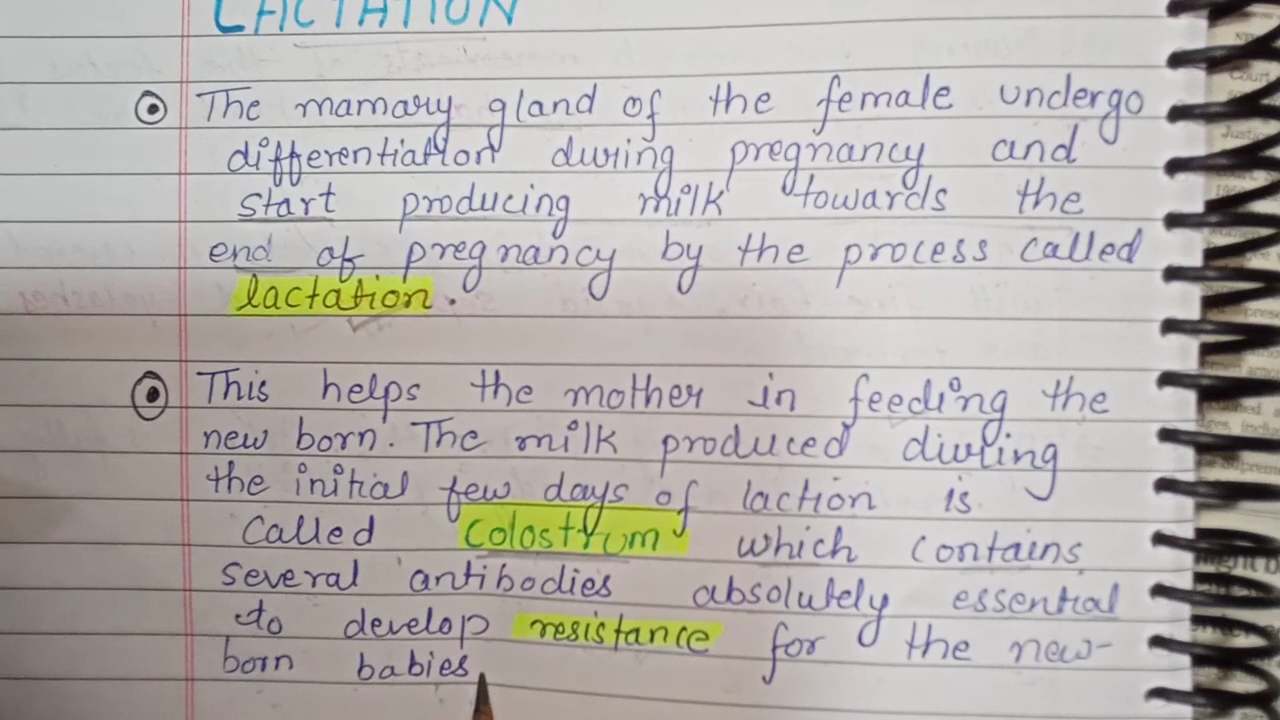 LACTATION
The mamary gland of the female undergo
differentiation during pregnancy and
start producing milk towards the
end of pregnancy by the process called
lactation.
This helps the mother in feeding the
new born. The milk produced during
the initial few days of laction is
called colostrum which contains
several antibodies absolutely essential
to develop resistance for the new-
born babies